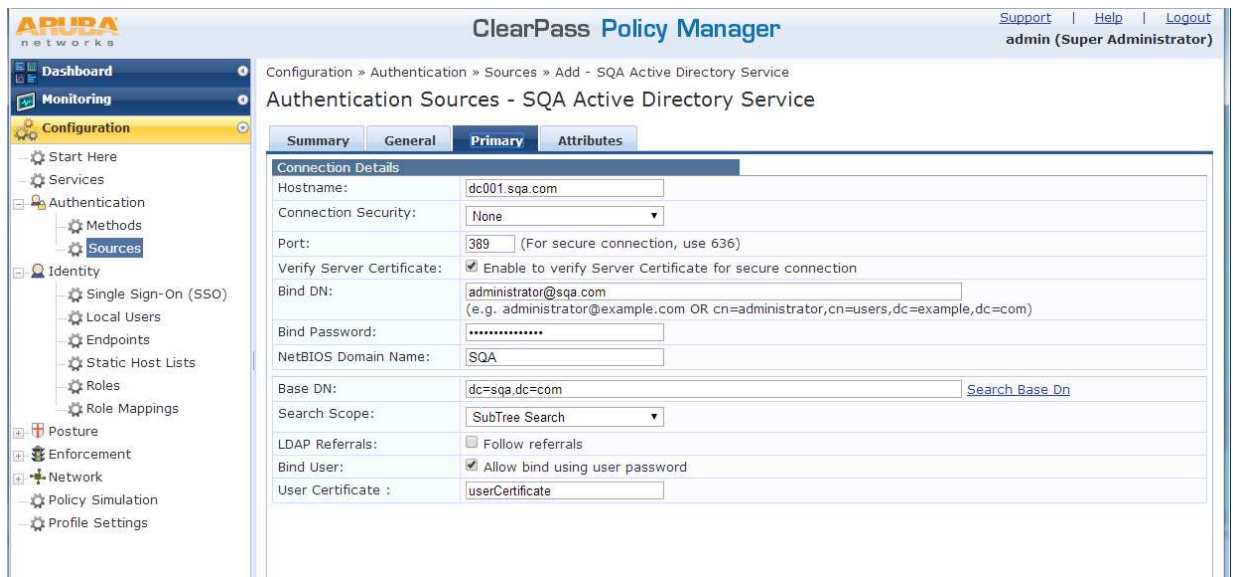 ARUBA
networks
ClearPass Policy Manager
Support | Help | Logout
admin (Super Administrator)
Dashboard
Monitoring
Configuration
Start Here
Services
Authentication
Methods
Sources
Identity
Single Sign-On (SSO)
Local Users
Endpoints
Static Host Lists
Roles
Role Mappings
Posture
Enforcement
Network
Policy Simulation
Profile Settings
Configuration » Authentication » Sources » Add - SQA Active Directory Service
Authentication Sources - SQA Active Directory Service
Summary General Primary Attributes
Connection Details
Hostname: dc001.sqa.com
Connection Security: None
Port: 389 (For secure connection, use 636)
Verify Server Certificate: Enable to verify Server Certificate for secure connection
Bind DN: administrator@sqa.com
(e.g. administrator@example.com OR cn=administrator,cn=users,dc=example,dc=com)
Bind Password: •••••••••••••••
NetBIOS Domain Name: SQA
Base DN: dc=sqa,dc=com Search Base Dn
Search Scope: SubTree Search
LDAP Referrals: Follow referrals
Bind User: Allow bind using user password
User Certificate : userCertificate